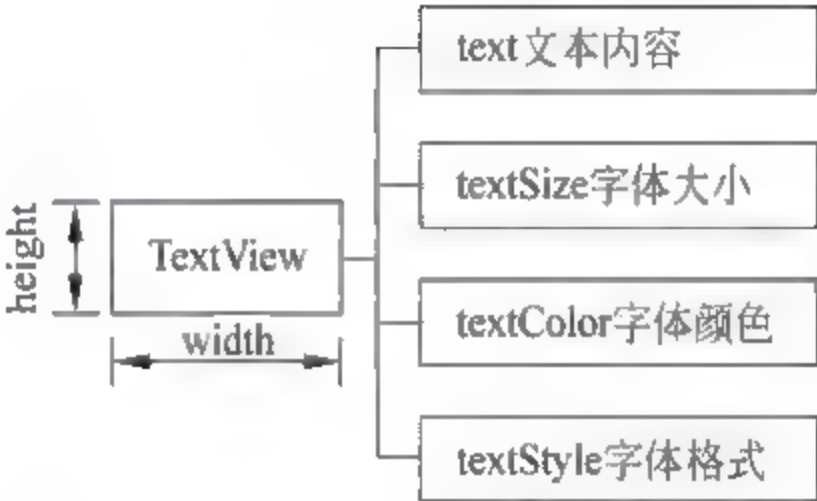 text文本内容
textSize字体大小
height
TextView
width
textColor字体颜色
textStyle字体格式